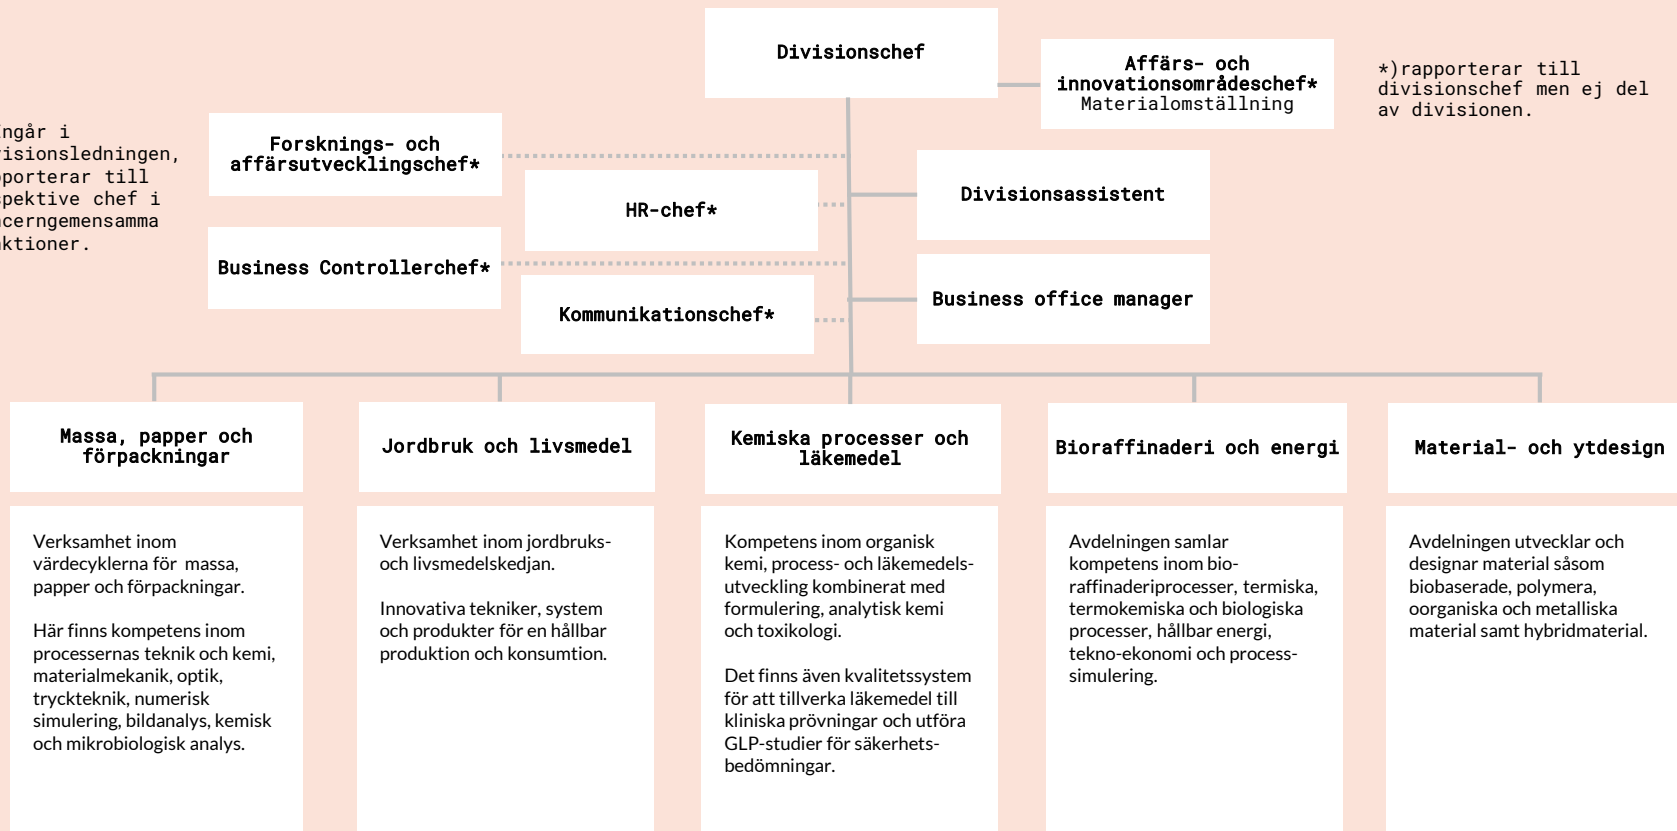 Divisionschef
Affärs- och
innovationsområdeschef*
Materialomställning
*)rapporterar till
divisionschef men ej del
av divisionen.
i
rapporterar till
chef i
Forsknings- och
affärsutvecklingschef*
HR-chef*
Divisionsassistent
Business Controllerchef*
Kommunikationschef*
Business office manager
Massa, papper och
förpackningar
Jordbruk och livsmedel
Kemiska processer och
läkemedel
Bioraffinaderi och energi
Material- och ytdesign
Verksamhet inom
värdecyklerna för massa,
papper och förpackningar.
Här finns kompetens inom
processernas teknik och kemi,
materialmekanik, optik,
tryckteknik, numerisk
simulering, bildanalys, kemisk
och mikrobiologisk analys.
Verksamhet inom jordbruks-
och livsmedelskedjan.
Innovativa tekniker, system
och produkter för en hållbar
produktion och konsumtion.
Kompetens inom organisk
kemi, process- och läkemedels-
utveckling kombinerat med
formulering, analytisk kemi
och toxikologi.
Det finns även kvalitetssystem
för att tillverka läkemedel till
kliniska prövningar och utföra
GLP-studier för säkerhets-
bedömningar.
Avdelningen samlar
kompetens inom bio-
raffinaderiprocesser, termiska,
termokemiska och biologiska
processer, hållbar energi,
tekno-ekonomi och process-
simulering.
Avdelningen utvecklar och
designar material såsom
biobaserade, polymera,
oorganiska och metalliska
material samt hybridmaterial.